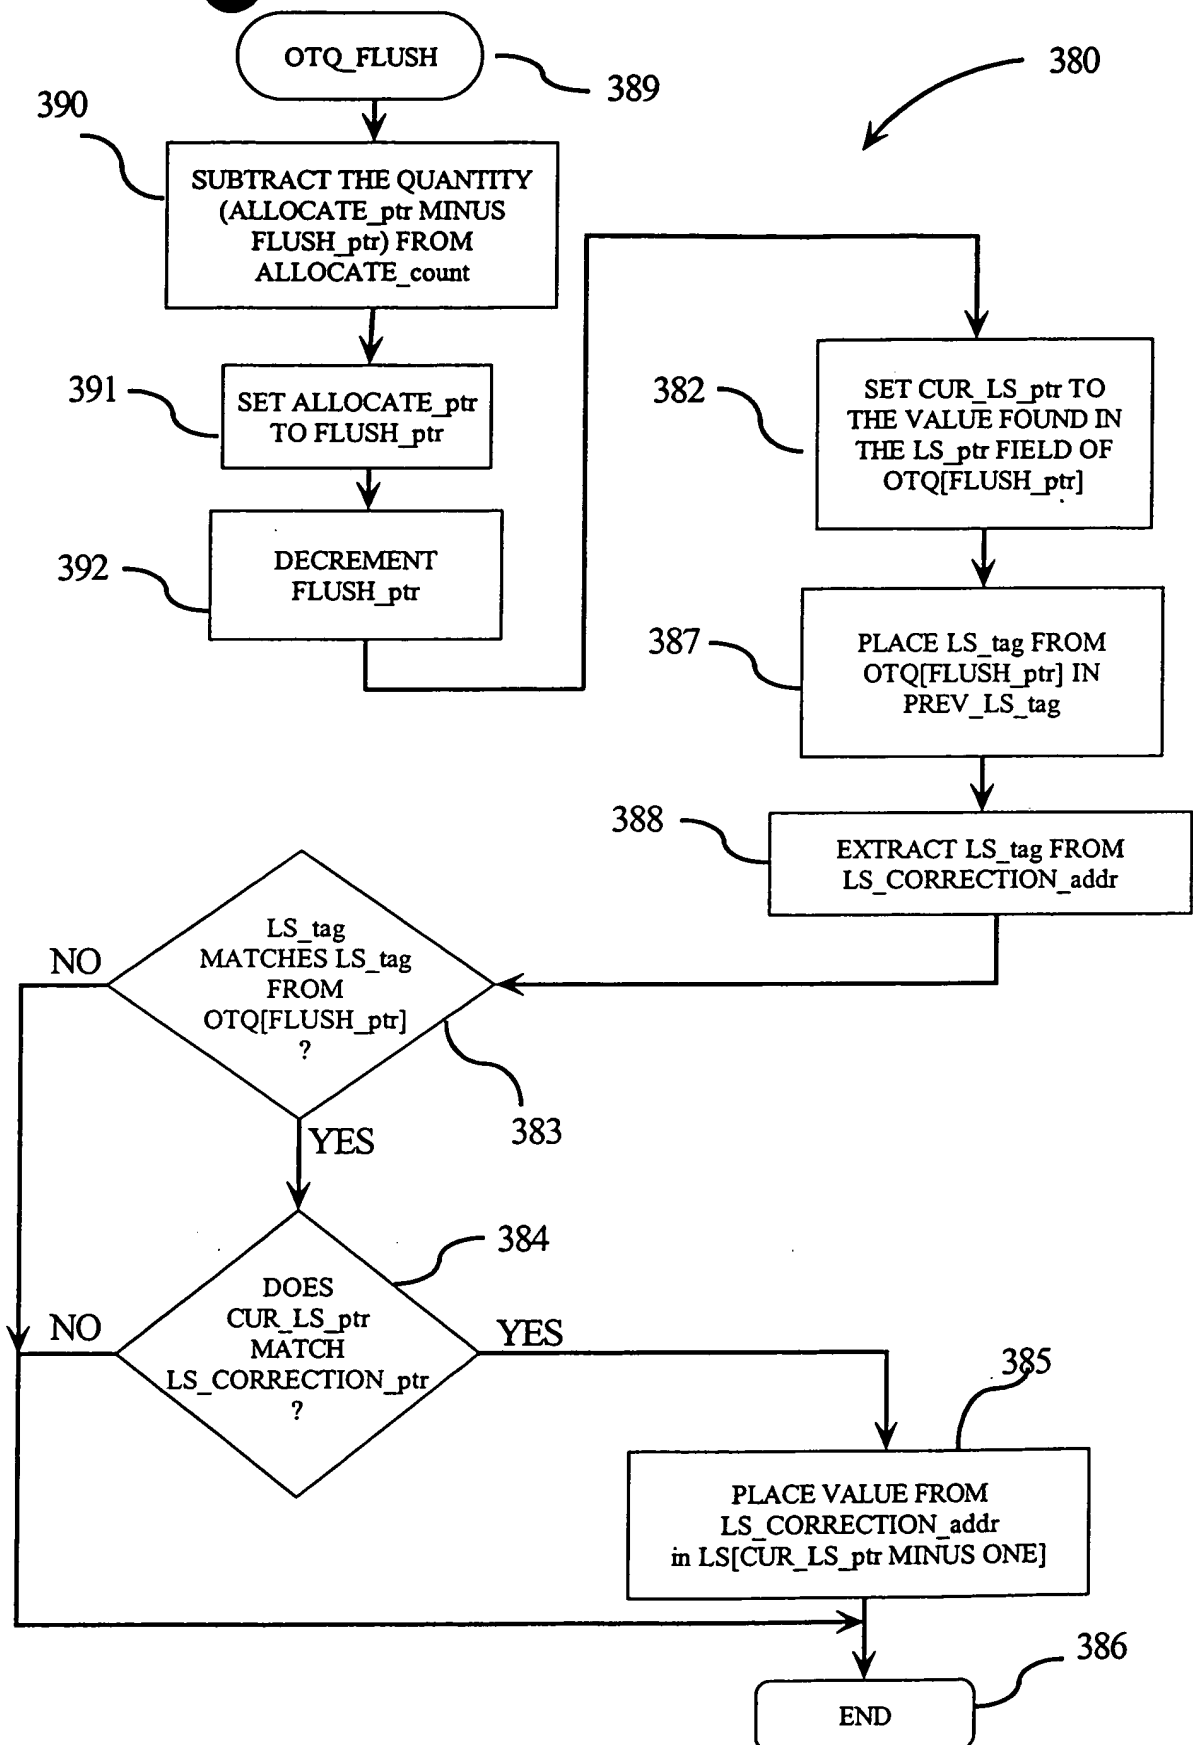 OTQ_FLUSH
389
380
390
SUBTRACT THE QUANTITY
(ALLOCATE_ptr MINUS
FLUSH_ptr) FROM
ALLOCATE_count
391
SET ALLOCATE_ptr
TO FLUSH_ptr
392
DECREMENT
FLUSH_ptr
382
SET CUR_LS_ptr TO
THE VALUE FOUND IN
THE LS_ptr FIELD OF
OTQ[FLUSH_ptr]
387
PLACE LS_tag FROM
OTQ[FLUSH_ptr] IN
PREV_LS_tag
388
EXTRACT LS_tag FROM
LS_CORRECTION_addr
LS_tag
MATCHES LS_tag
FROM
OTQ[FLUSH_ptr]
?
NO
383
YES
384
DOES
CUR_LS_ptr
MATCH
LS_CORRECTION_ptr
?
NO
YES
385
PLACE VALUE FROM
LS_CORRECTION_addr
in LS[CUR_LS_ptr MINUS ONE]
386
END